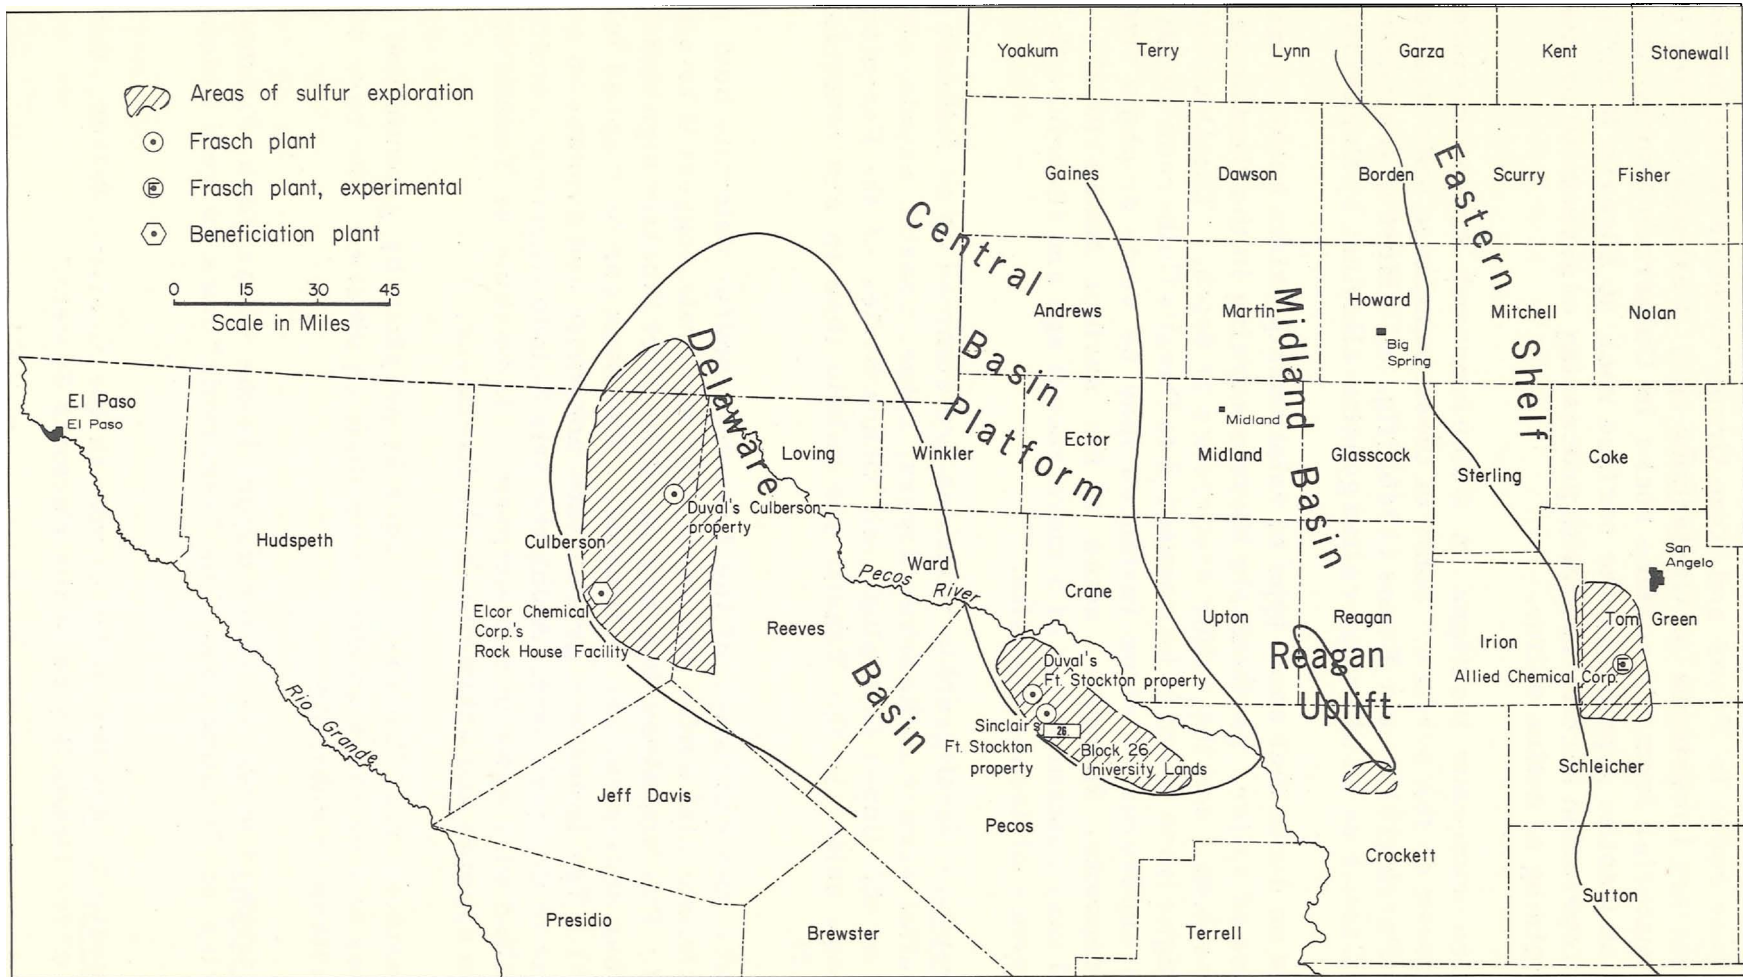 Yoakum
Terry
Lynn
Garza
Kent
Stonewall
Areas of sulfur exploration
Frasch plant
E
Frasch plant, experimental
Beneficiation plant
0 15 30 45
Scale in Miles
Gaines
Dawson
Borden
Scurry
Fisher
Central
Basin
Platform
Eastern
Shelf
Andrews
Martin
Howard
Mitchell
Nolan
Big
Spring
Midland
Basin
Delaware
Basin
El Paso
El Paso
Loving
Winkler
Ector
Midland
Midland
Glasscock
Sterling
Coke
Hudspeth
Culberson
Duval's Culberson
property
Ward
Pecos River
Crane
Upton
Reagan
Irion
San
Angelo
Tom Green
Elcor Chemical
Corp.'s
Rock House Facility
Reeves
Reagan
Uplift
Allied Chemical Corp.
E
Duval's
Ft. Stockton property
Sinclair's
Ft. Stockton
property
26
Block 26
University Lands
Rio Grande
Jeff Davis
Pecos
Schleicher
Crockett
Sutton
Presidio
Brewster
Terrell